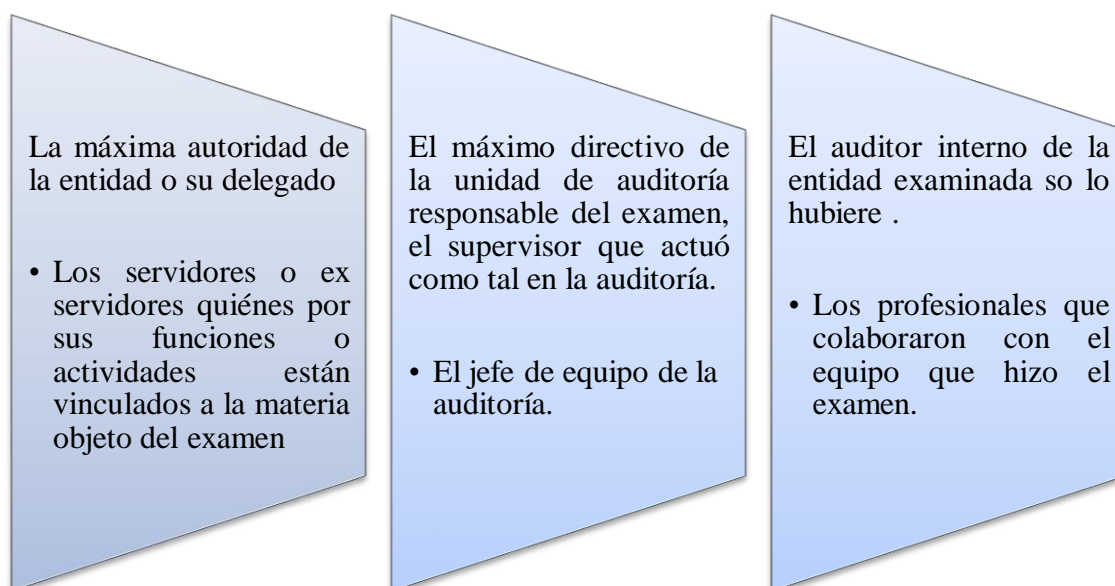 La máxima autoridad de
la entidad o su delegado
• Los servidores o ex
servidores quiénes por
sus funciones o
actividades están
vinculados a la materia
objeto del examen
El máximo directivo de
la unidad de auditoría
responsable del examen,
el supervisor que actuó
como tal en la auditoría.
• El jefe de equipo de la
auditoría.
El auditor interno de la
entidad examinada so lo
hubiere .
• Los profesionales que
colaboraron con el
equipo que hizo el
examen.